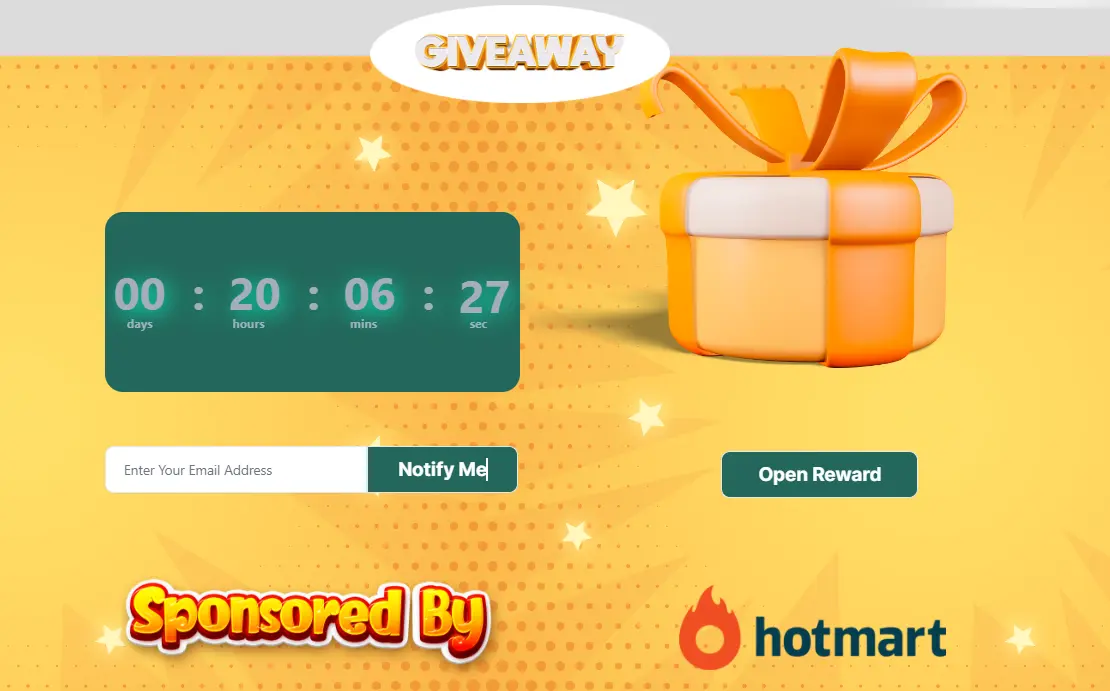 GIVEAWAY
00 : 20 : 06 : 27
days hours mins sec
Enter Your Email Address
Notify Me
Open Reward
Sponsored By
hotmart